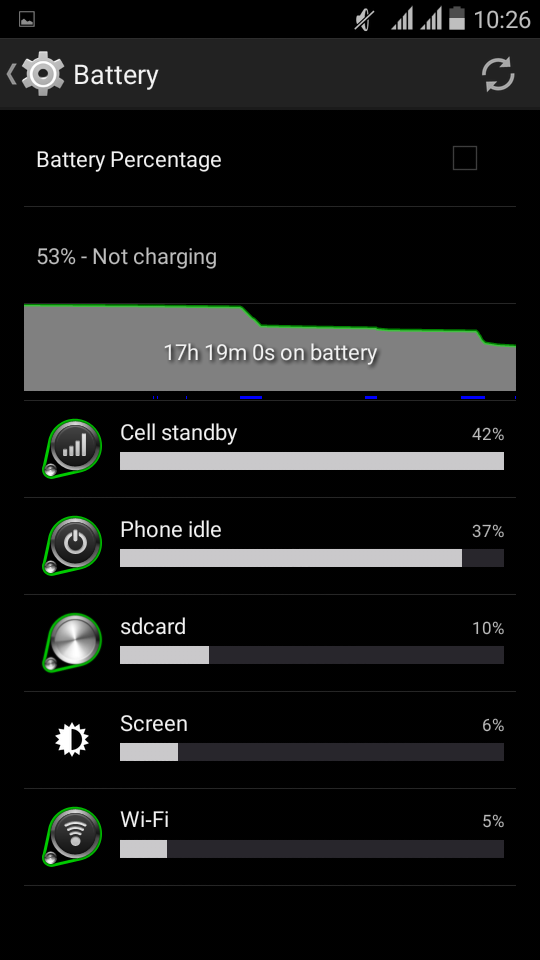 10:26
Battery
Battery Percentage
53% - Not charging
17h 19m 0s on battery
Cell standby 42%
Phone idle 37%
sdcard 10%
Screen 6%
Wi-Fi 5%